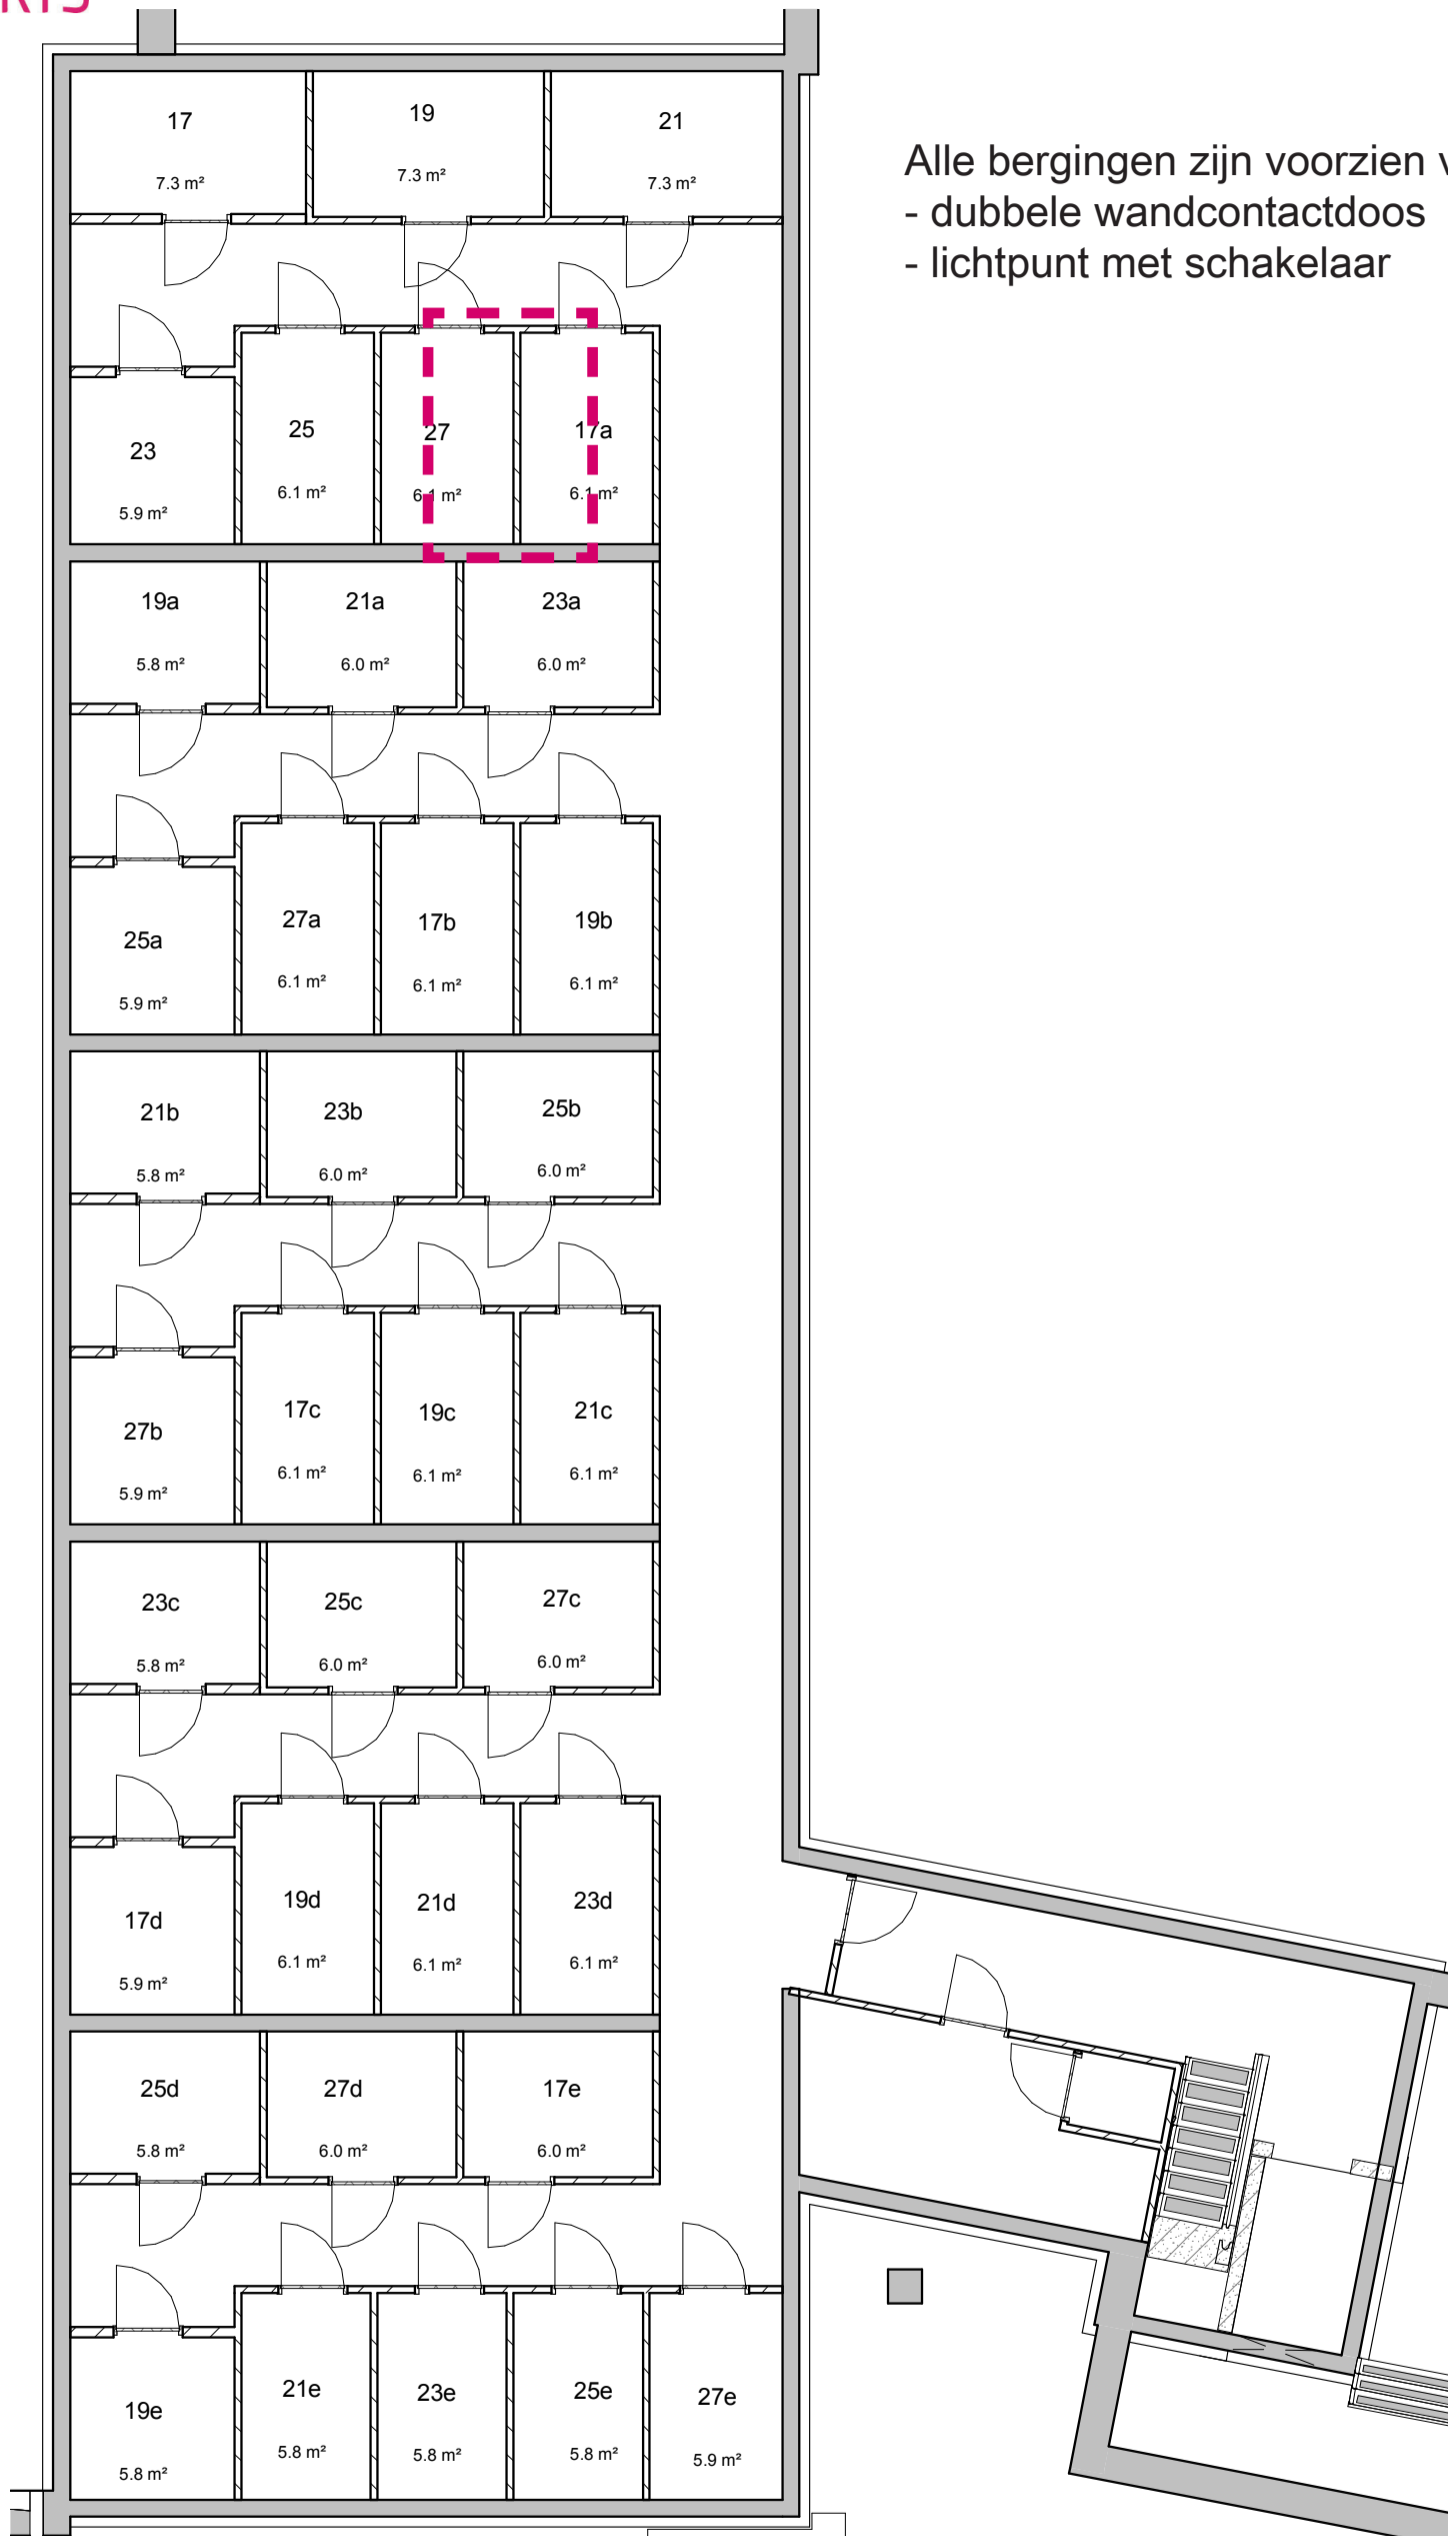 17
7.3 m²
19
7.3 m²
21
7.3 m²
Alle bergingen zijn voorzien
- dubbele wandcontactdoos
- lichtpunt met schakelaar
23
5.9 m²
25
6.1 m²
27
6.1 m²
17a
6.1 m²
19a
5.8 m²
21a
6.0 m²
23a
6.0 m²
25a
5.9 m²
27a
6.1 m²
17b
6.1 m²
19b
6.1 m²
21b
5.8 m²
23b
6.0 m²
25b
6.0 m²
27b
5.9 m²
17c
6.1 m²
19c
6.1 m²
21c
6.1 m²
23c
5.8 m²
25c
6.0 m²
27c
6.0 m²
17d
5.9 m²
19d
6.1 m²
21d
6.1 m²
23d
6.1 m²
25d
5.8 m²
27d
6.0 m²
17e
6.0 m²
19e
5.8 m²
21e
5.8 m²
23e
5.8 m²
25e
5.8 m²
27e
5.9 m²